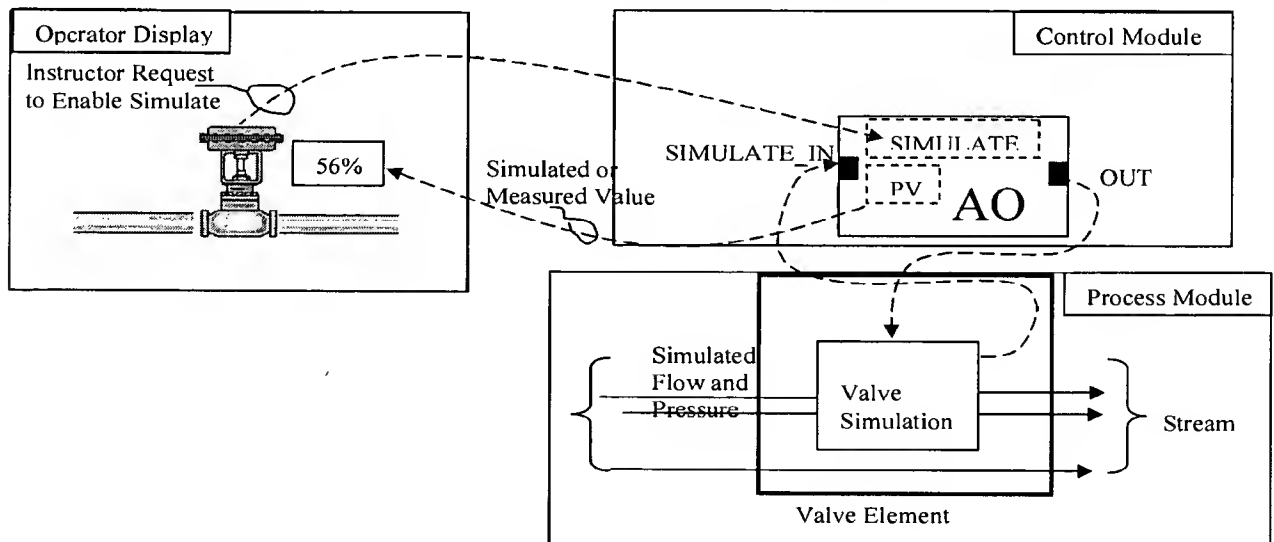 Operator Display
Instructor Request
to Enable Simulate
56%
Simulated or
Measured Value
Control Module
SIMULATE_IN
SIMULATE
PV
AO
OUT
Process Module
Simulated
Flow and
Pressure
Valve
Simulation
Stream
Valve Element